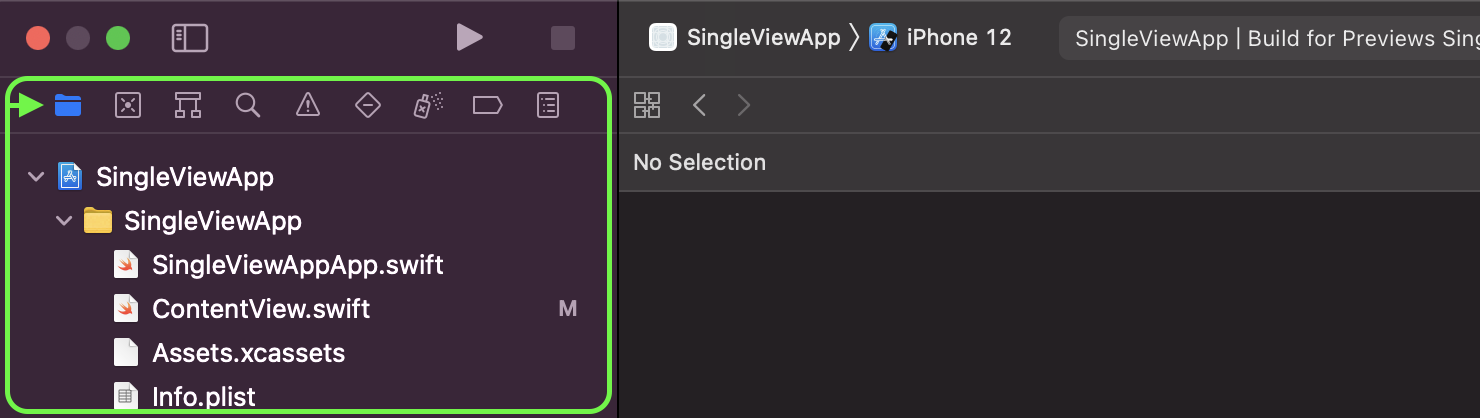 SingleViewApp iPhone 12 SingleViewApp | Build for Previews Sing
No Selection
SingleViewApp
SingleViewApp
SingleViewAppApp.swift
ContentView.swift M
Assets.xcassets
Info.plist